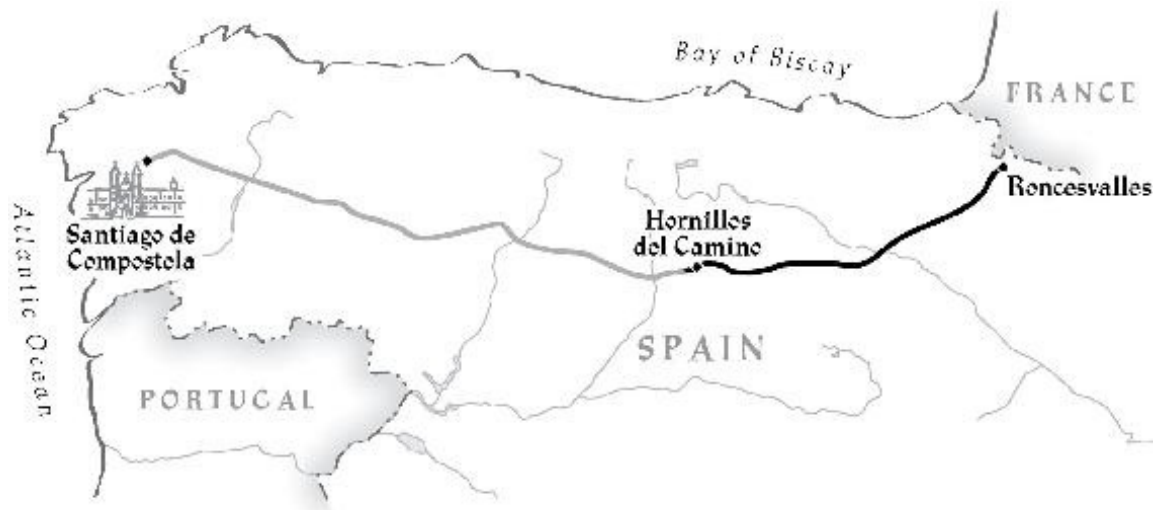 Bay of Biscay
FRANCE
Roncesvalles
Hornillos
del Camino
Santiago de
Compostela
Atlantic Ocean
SPAIN
PORTUGAL